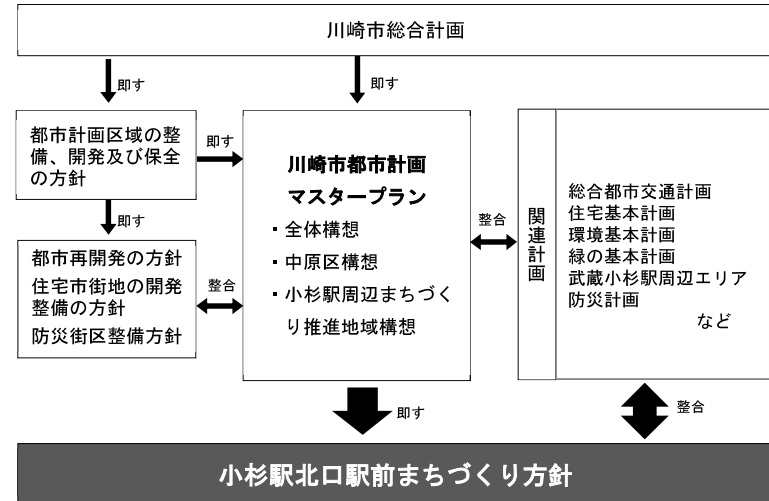 川崎市総合計画
即す
即す
都市計画区域の整
備、開発及び保全
の方針
即す
即す
都市再開発の方針
住宅市街地の開発
整備の方針
防災街区整備方針
整合
川崎市都市計画
マスタープラン
・全体構想
・中原区構想
・小杉駅周辺まちづく
り推進地域構想
整合
関連計画
総合都市交通計画
住宅基本計画
環境基本計画
緑の基本計画
武蔵小杉駅周辺エリア
防災計画
など
即す
整合
小杉駅北口駅前まちづくり方針